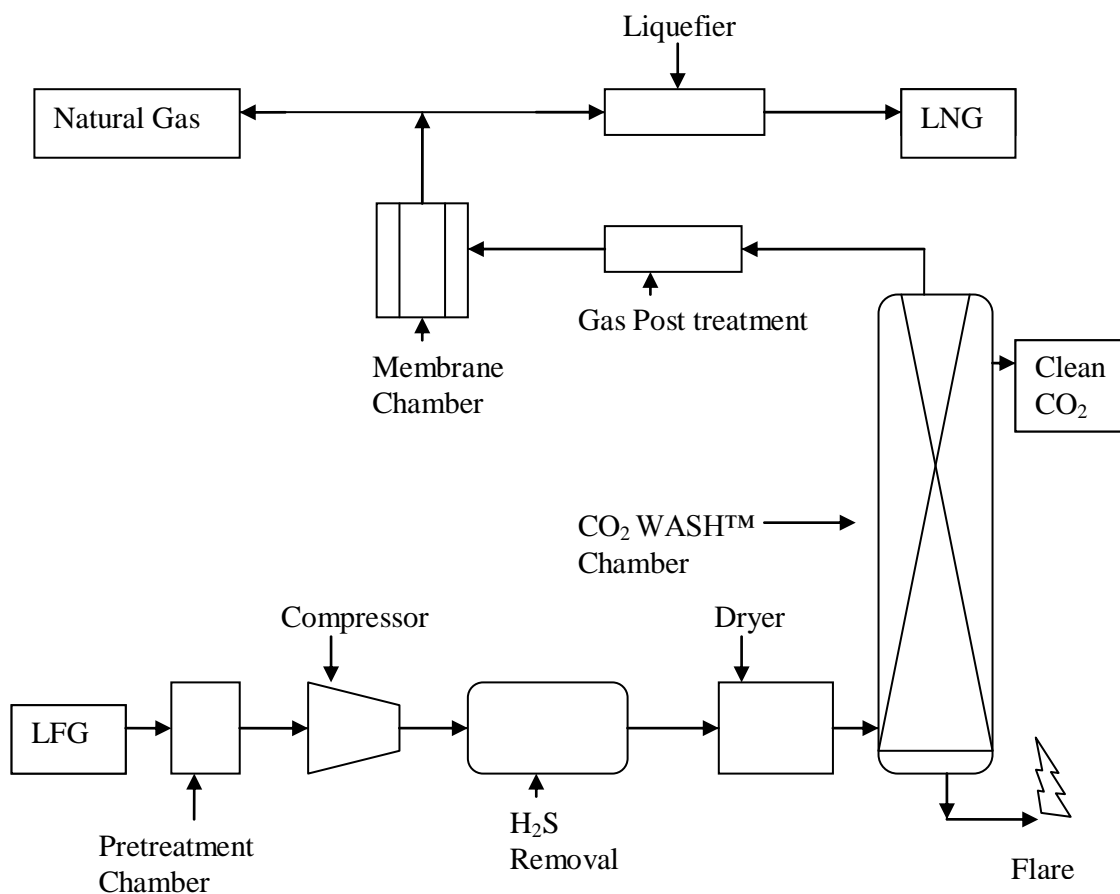 Liquefier
Natural Gas
LNG
Gas Post treatment
Membrane
Chamber
Clean
CO₂
CO₂ WASH™
Chamber
Compressor
Dryer
LFG
H₂S
Removal
Pretreatment
Chamber
Flare